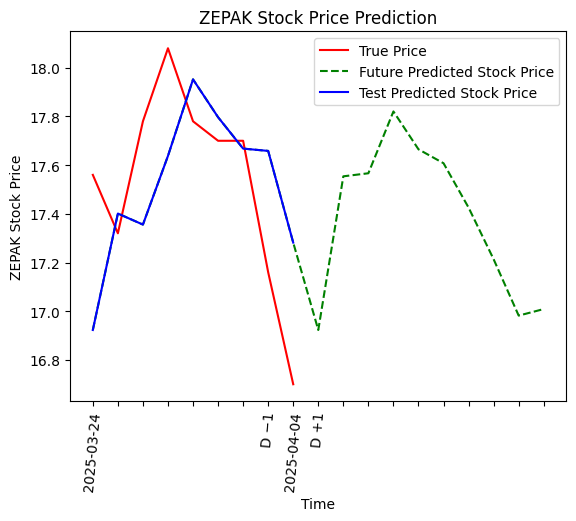 ZEPAK Stock Price Prediction
True Price
Future Predicted Stock Price
Test Predicted Stock Price
ZEPAK Stock Price
18.0
17.8
17.6
17.4
17.2
17.0
16.8
2025-03-24
D −1
2025-04-04
D +1
Time